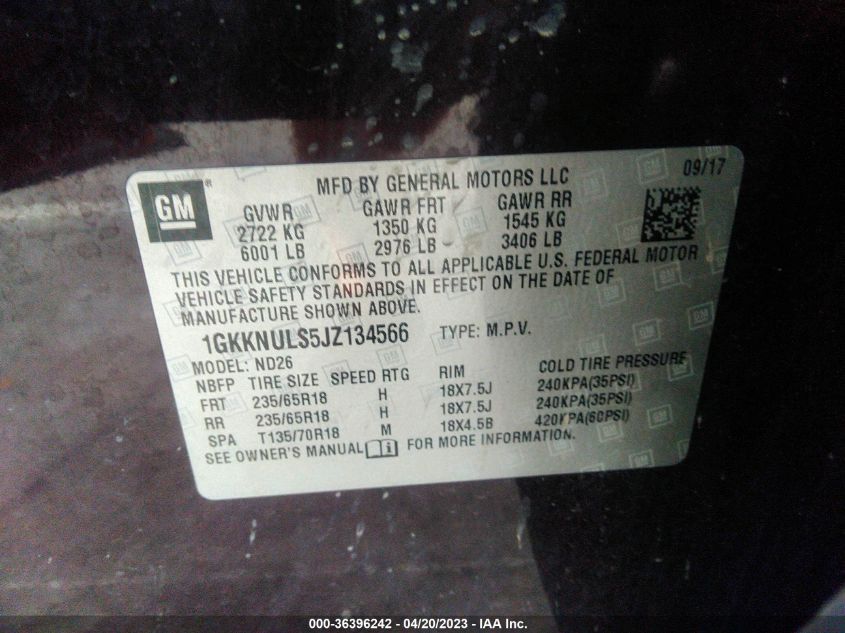 09/17
GM
MFD BY GENERAL MOTORS LLC
GVWR GAWR FRT GAWR RR
2722 KG 1350 KG 1545 KG
6001 LB 2976 LB 3406 LB
THIS VEHICLE CONFORMS TO ALL APPLICABLE U.S. FEDERAL MOTOR
VEHICLE SAFETY STANDARDS IN EFFECT ON THE DATE OF
MANUFACTURE SHOWN ABOVE.
1GKKNULS5JZ134566 TYPE: M.P.V.
MODEL: ND26
NBFP TIRE SIZE SPEED RTG RIM COLD TIRE PRESSURE
FRT 235/65R18 H 18X7.5J 240KPA(35PSI)
RR 235/65R18 H 18X7.5J 240KPA(35PSI)
SPA T135/70R18 M 18X4.5B 420KPA(60PSI)
SEE OWNER'S MANUAL i FOR MORE INFORMATION.
000-36396242 - 04/20/2023 - IAA Inc.